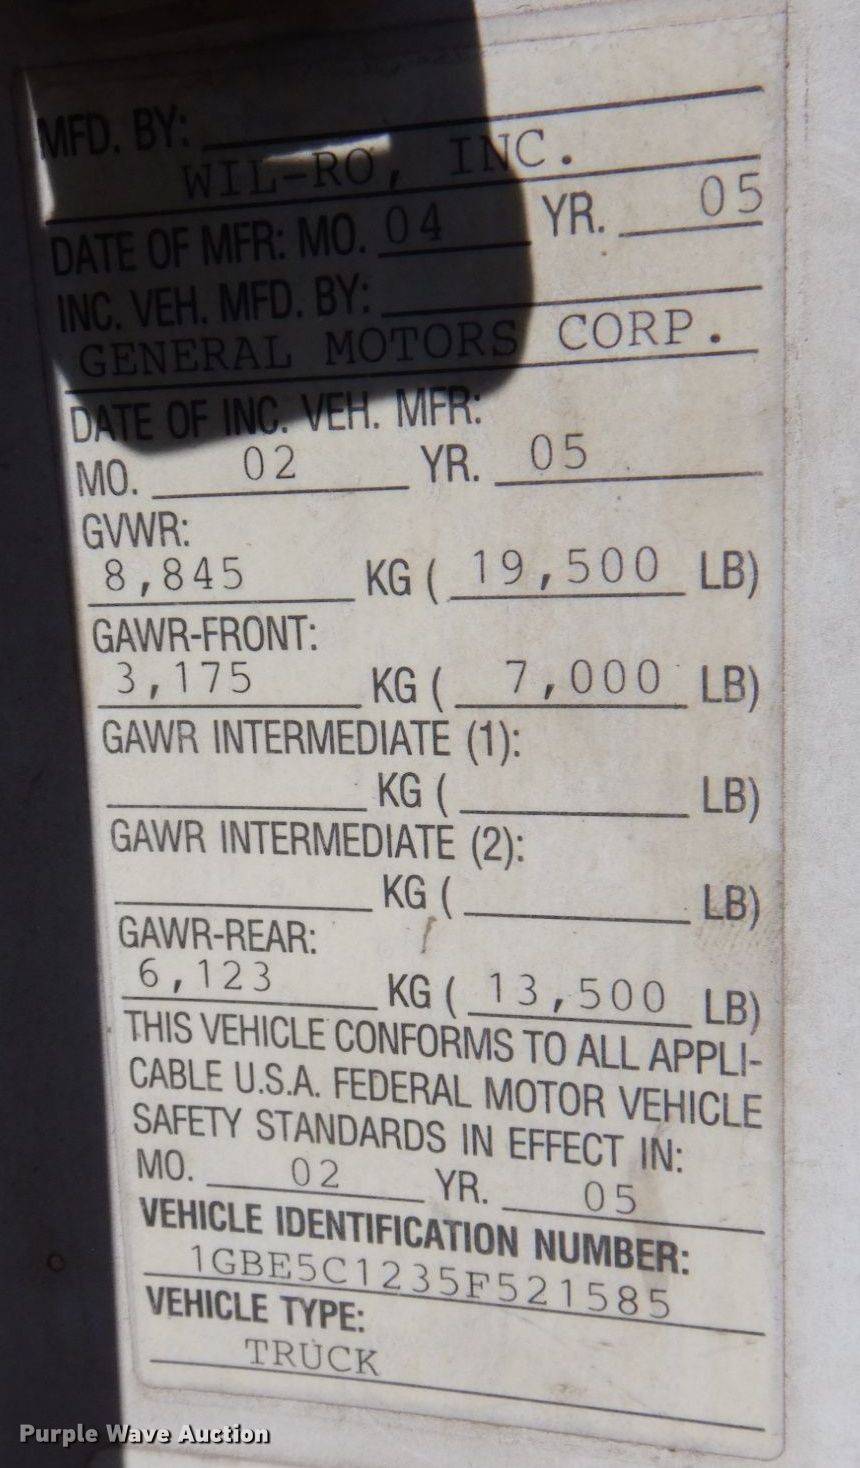 MFD. BY:
WIL-RO, INC.
DATE OF MFR: MO. 04 YR. 05
INC. VEH. MFD. BY:
GENERAL MOTORS CORP.
DATE OF INC. VEH. MFR:
MO. 02 YR. 05
GVWR:
8,845 KG ( 19,500 LB)
GAWR-FRONT:
3,175 KG ( 7,000 LB)
GAWR INTERMEDIATE (1):
KG ( LB)
GAWR INTERMEDIATE (2):
KG ( LB)
GAWR-REAR:
6,123 KG ( 13,500 LB)
THIS VEHICLE CONFORMS TO ALL APPLI-
CABLE U.S.A. FEDERAL MOTOR VEHICLE
SAFETY STANDARDS IN EFFECT IN:
MO. 02 YR. 05
VEHICLE IDENTIFICATION NUMBER:
1GBE5C1235F521585
VEHICLE TYPE:
TRUCK
Purple Wave Auction